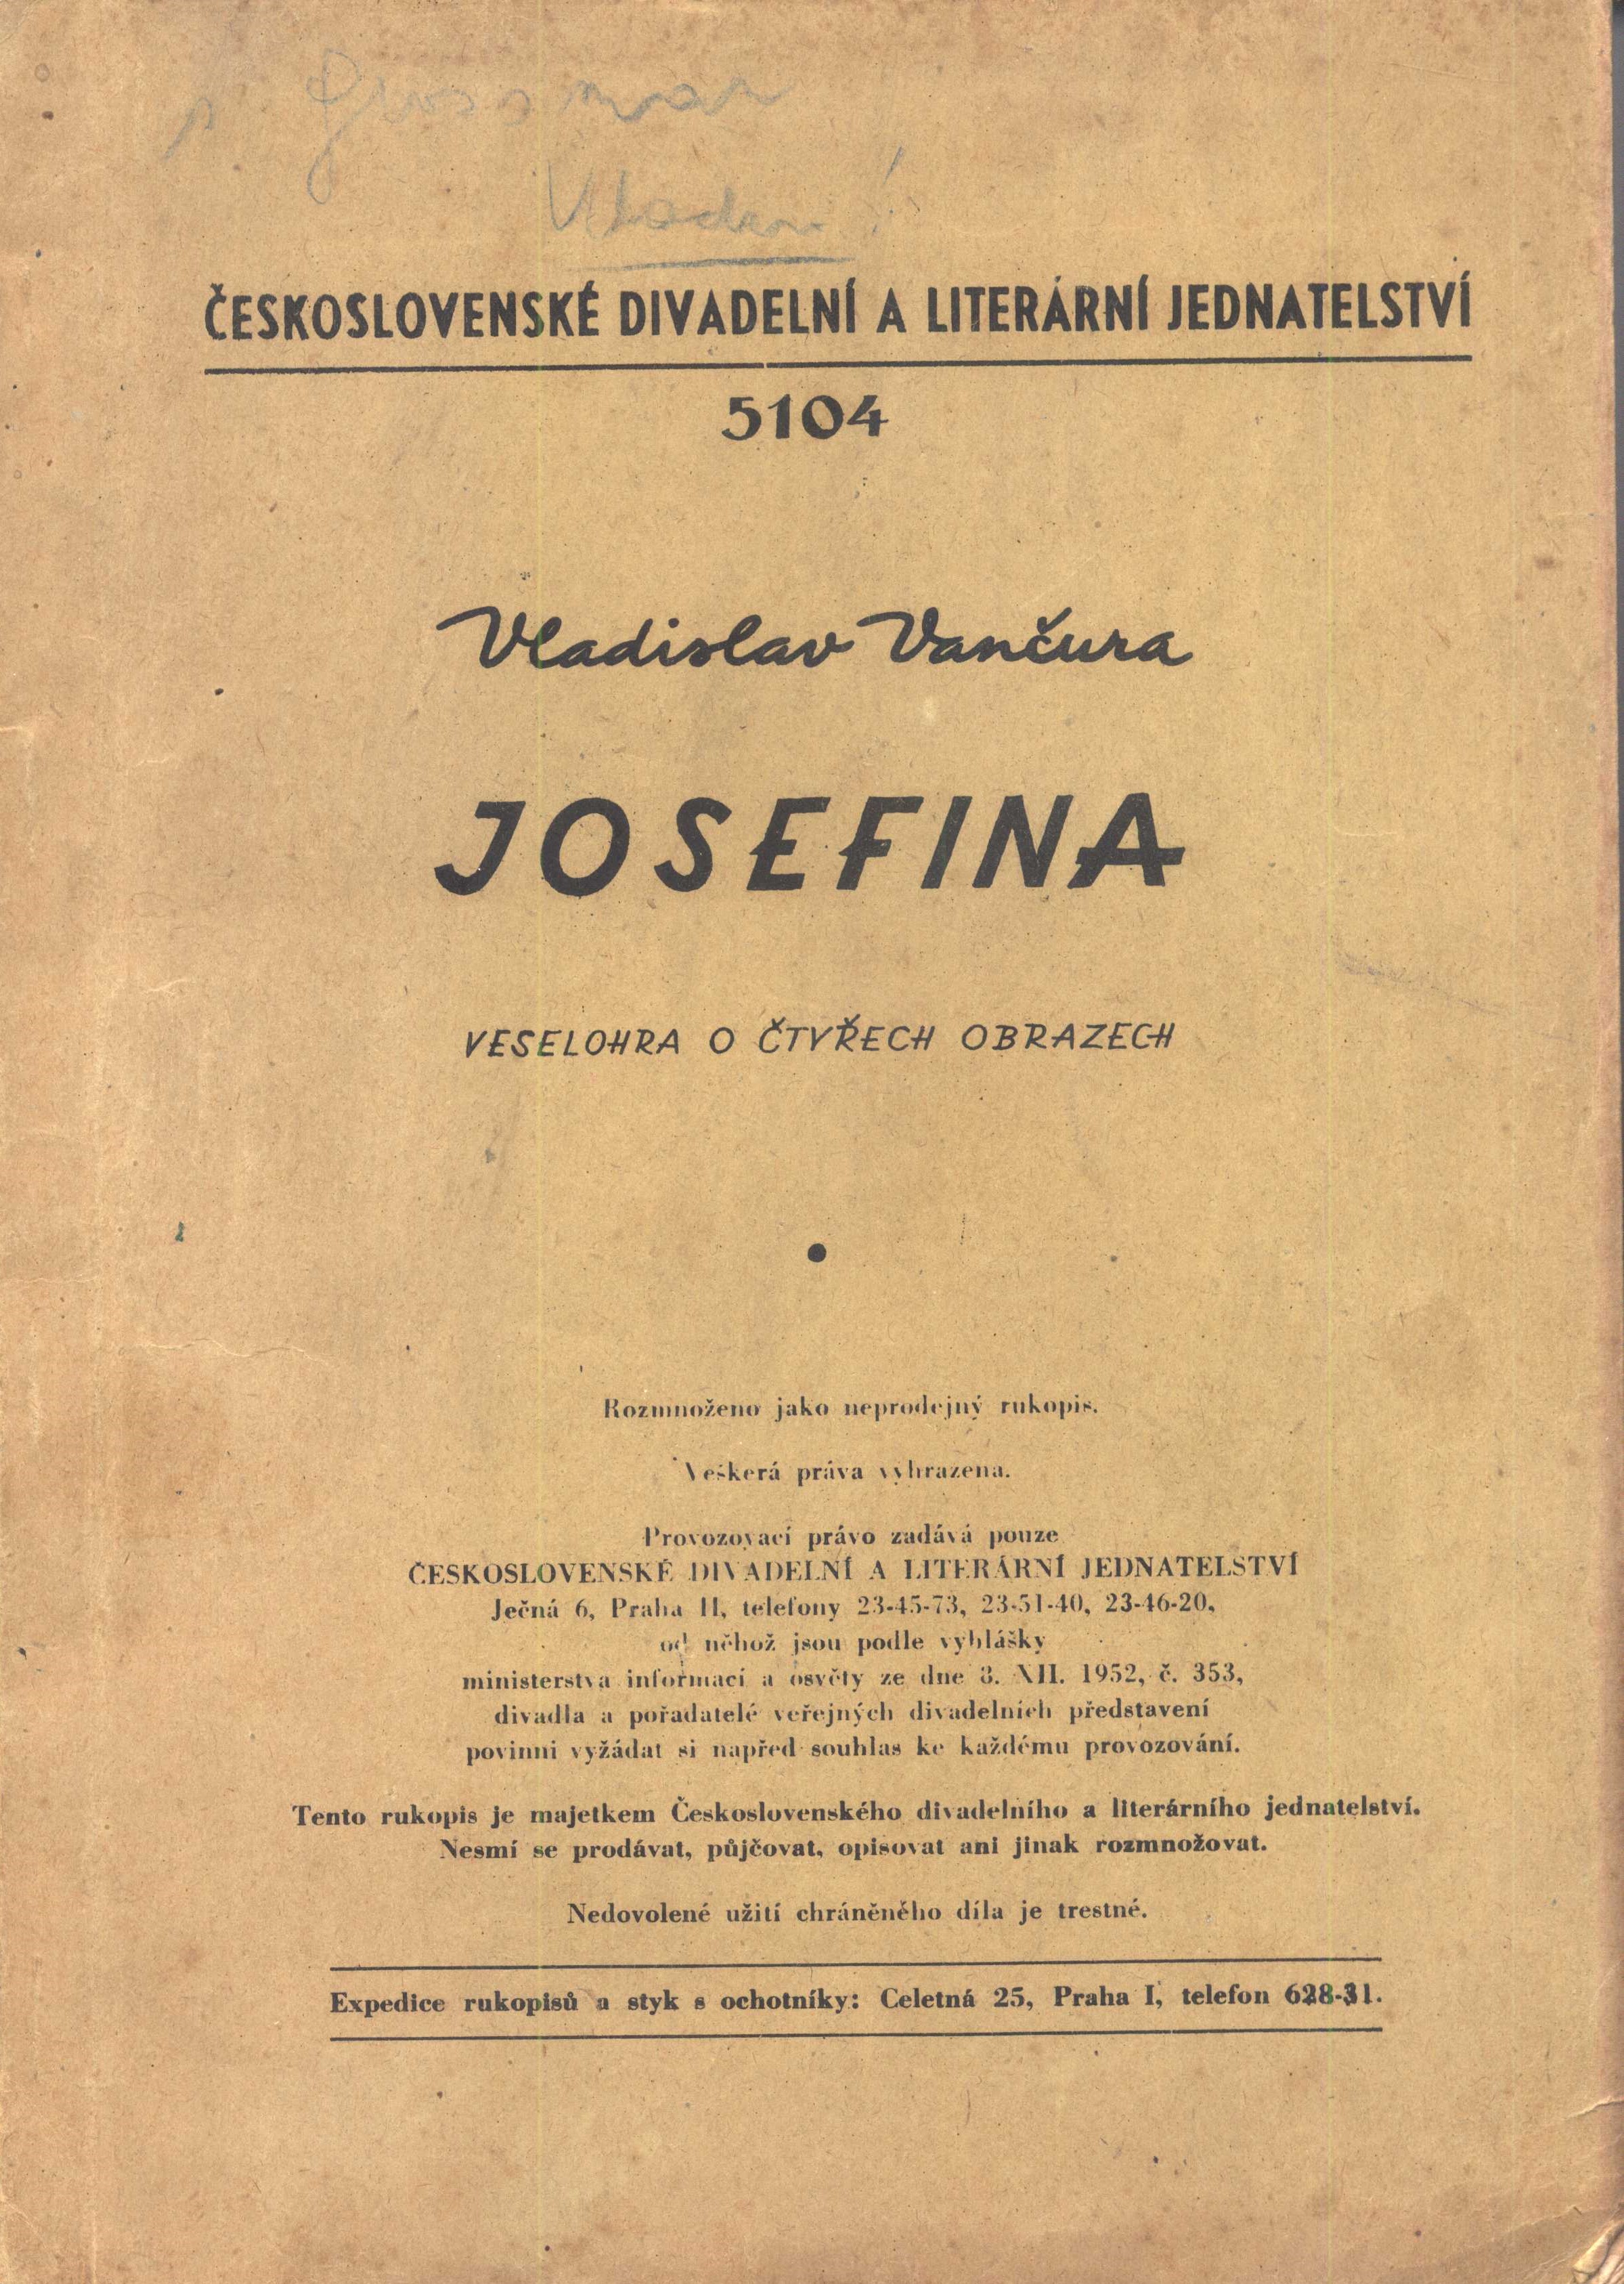 ČESKOSLOVENSKÉ DIVADELNÍ A LITERÁRNÍ JEDNATELSTVÍ
5104
Vladislav Vančura
JOSEFINA
VESELOHRA O ČTYŘECH OBRAZECH
Rozmnoženo jako neprodejný rukopis.
Veškerá práva vyhrazena.
Provozovací právo zadává pouze
ČESKOSLOVENSKÉ DIVADELNÍ A LITERÁRNÍ JEDNATELSTVÍ
Ječná 6, Praha II, telefony 23-45-73, 23-51-40, 23-46-20,
od něhož jsou podle vyhlášky
ministerstva informací a osvěty ze dne 3. XII. 1952, č. 353,
divadla a pořadatelé veřejných divadelních představení
povinni vyžádat si napřed souhlas ke každému provozování.
Tento rukopis je majetkem Československého divadelního a literárního jednatelství.
Nesmí se prodávat, půjčovat, opisovat ani jinak rozmnožovat.
Nedovolené užití chráněného díla je trestné.
Expedice rukopisů a styk s ochotníky: Celetná 25, Praha I, telefon 628-31.